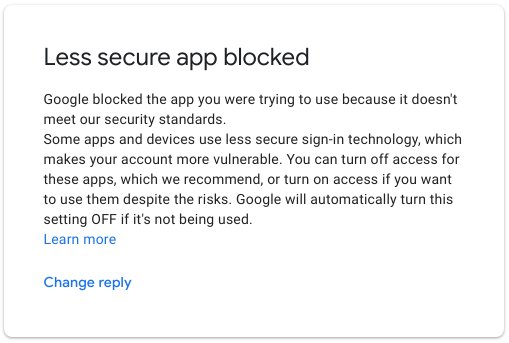 Less secure app blocked
Google blocked the app you were trying to use because it doesn't
meet our security standards.
Some apps and devices use less secure sign-in technology, which
makes your account more vulnerable. You can turn off access for
these apps, which we recommend, or turn on access if you want
to use them despite the risks. Google will automatically turn this
setting OFF if it's not being used.
Learn more
Change reply